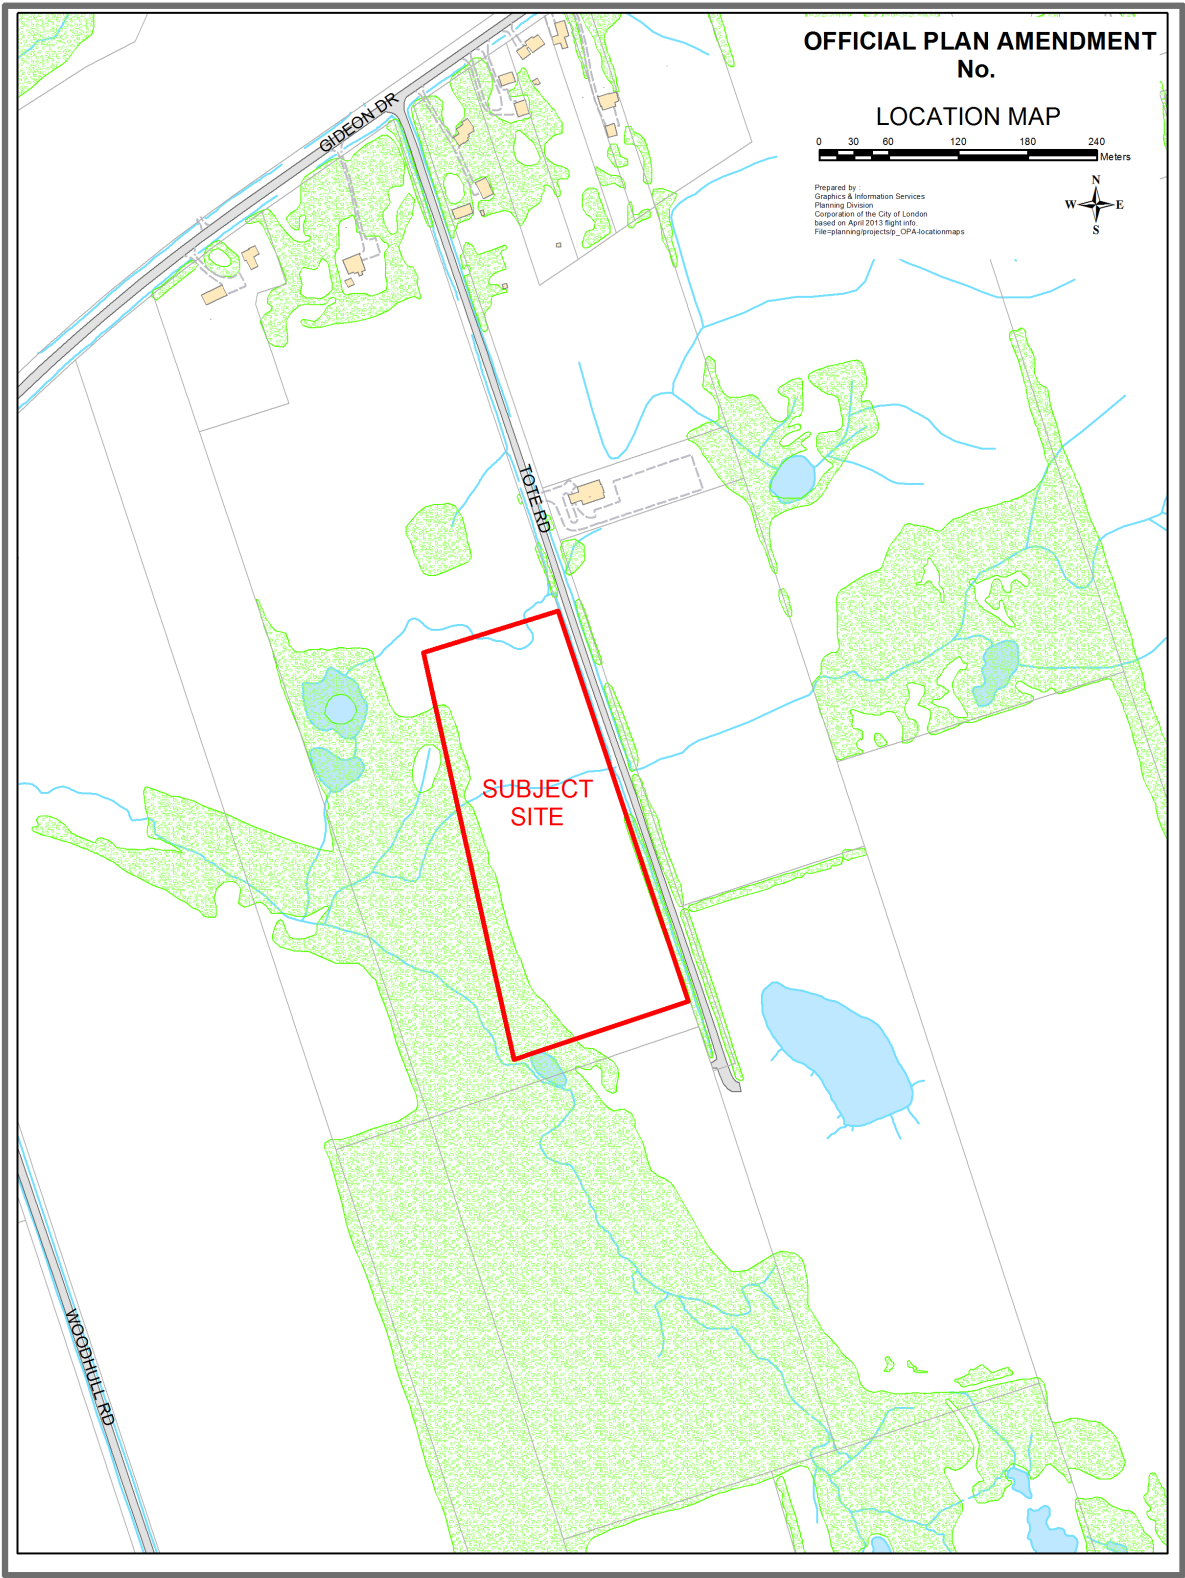 OFFICIAL PLAN AMENDMENT
No.
LOCATION MAP
0 30 60 120 180 240
Meters
Prepared by :
Graphics & Information Services
Planning Division
Corporation of the City of London
based on April 2013 flight info.
File=planning/projects/p_OPA-locationmaps
N
W E
S
GIDEON DR
TOTE RD
SUBJECT
SITE
WOODHULL RD